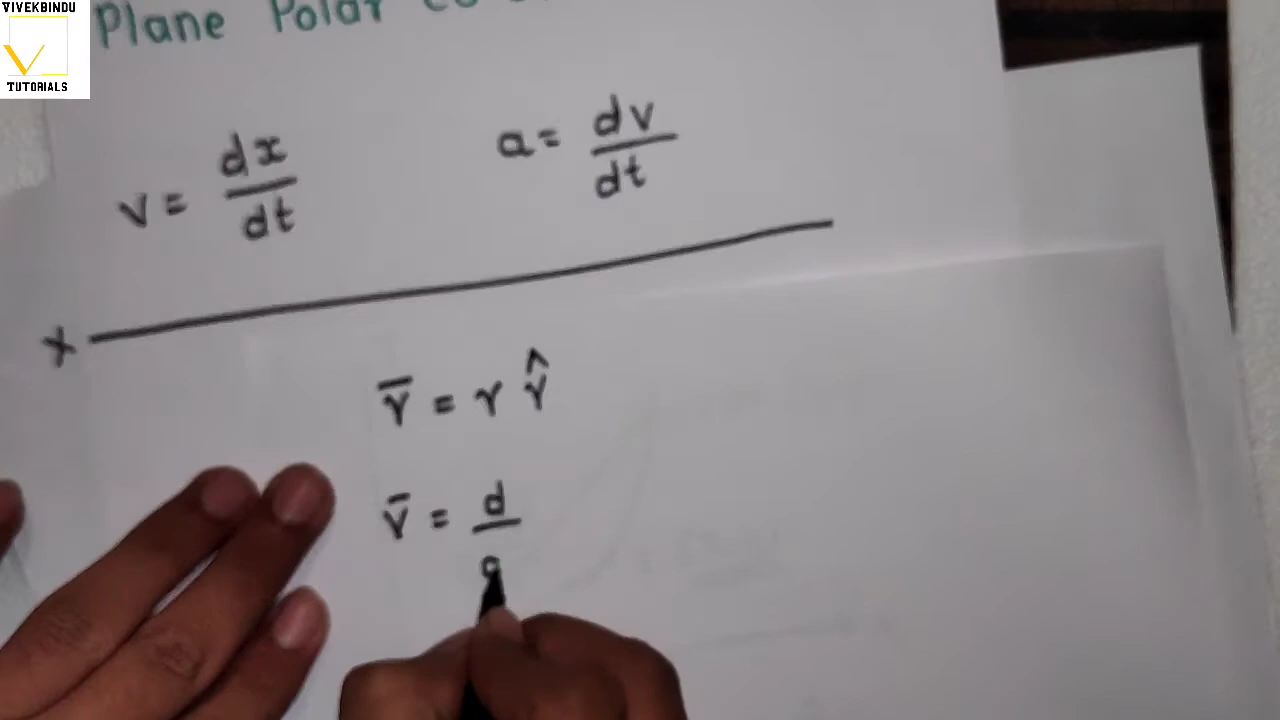 VIVEKBINDU
TUTORIALS
Plane Polar
v = dx/dt
a = dv/dt
x
r̄ = r r̂
v̄ = d